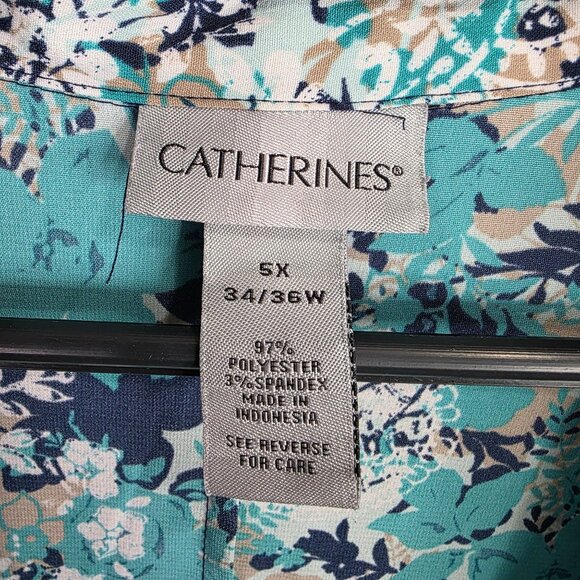 CATHERINES®
5X
34/36W
97%
POLYESTER
3%SPANDEX
MADE IN
INDONESIA
SEE REVERSE
FOR CARE